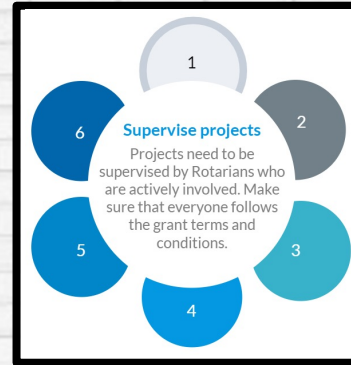 1
2
3
4
5
6
Supervise projects
Projects need to be
supervised by Rotarians who
are actively involved. Make
sure that everyone follows
the grant terms and
conditions.